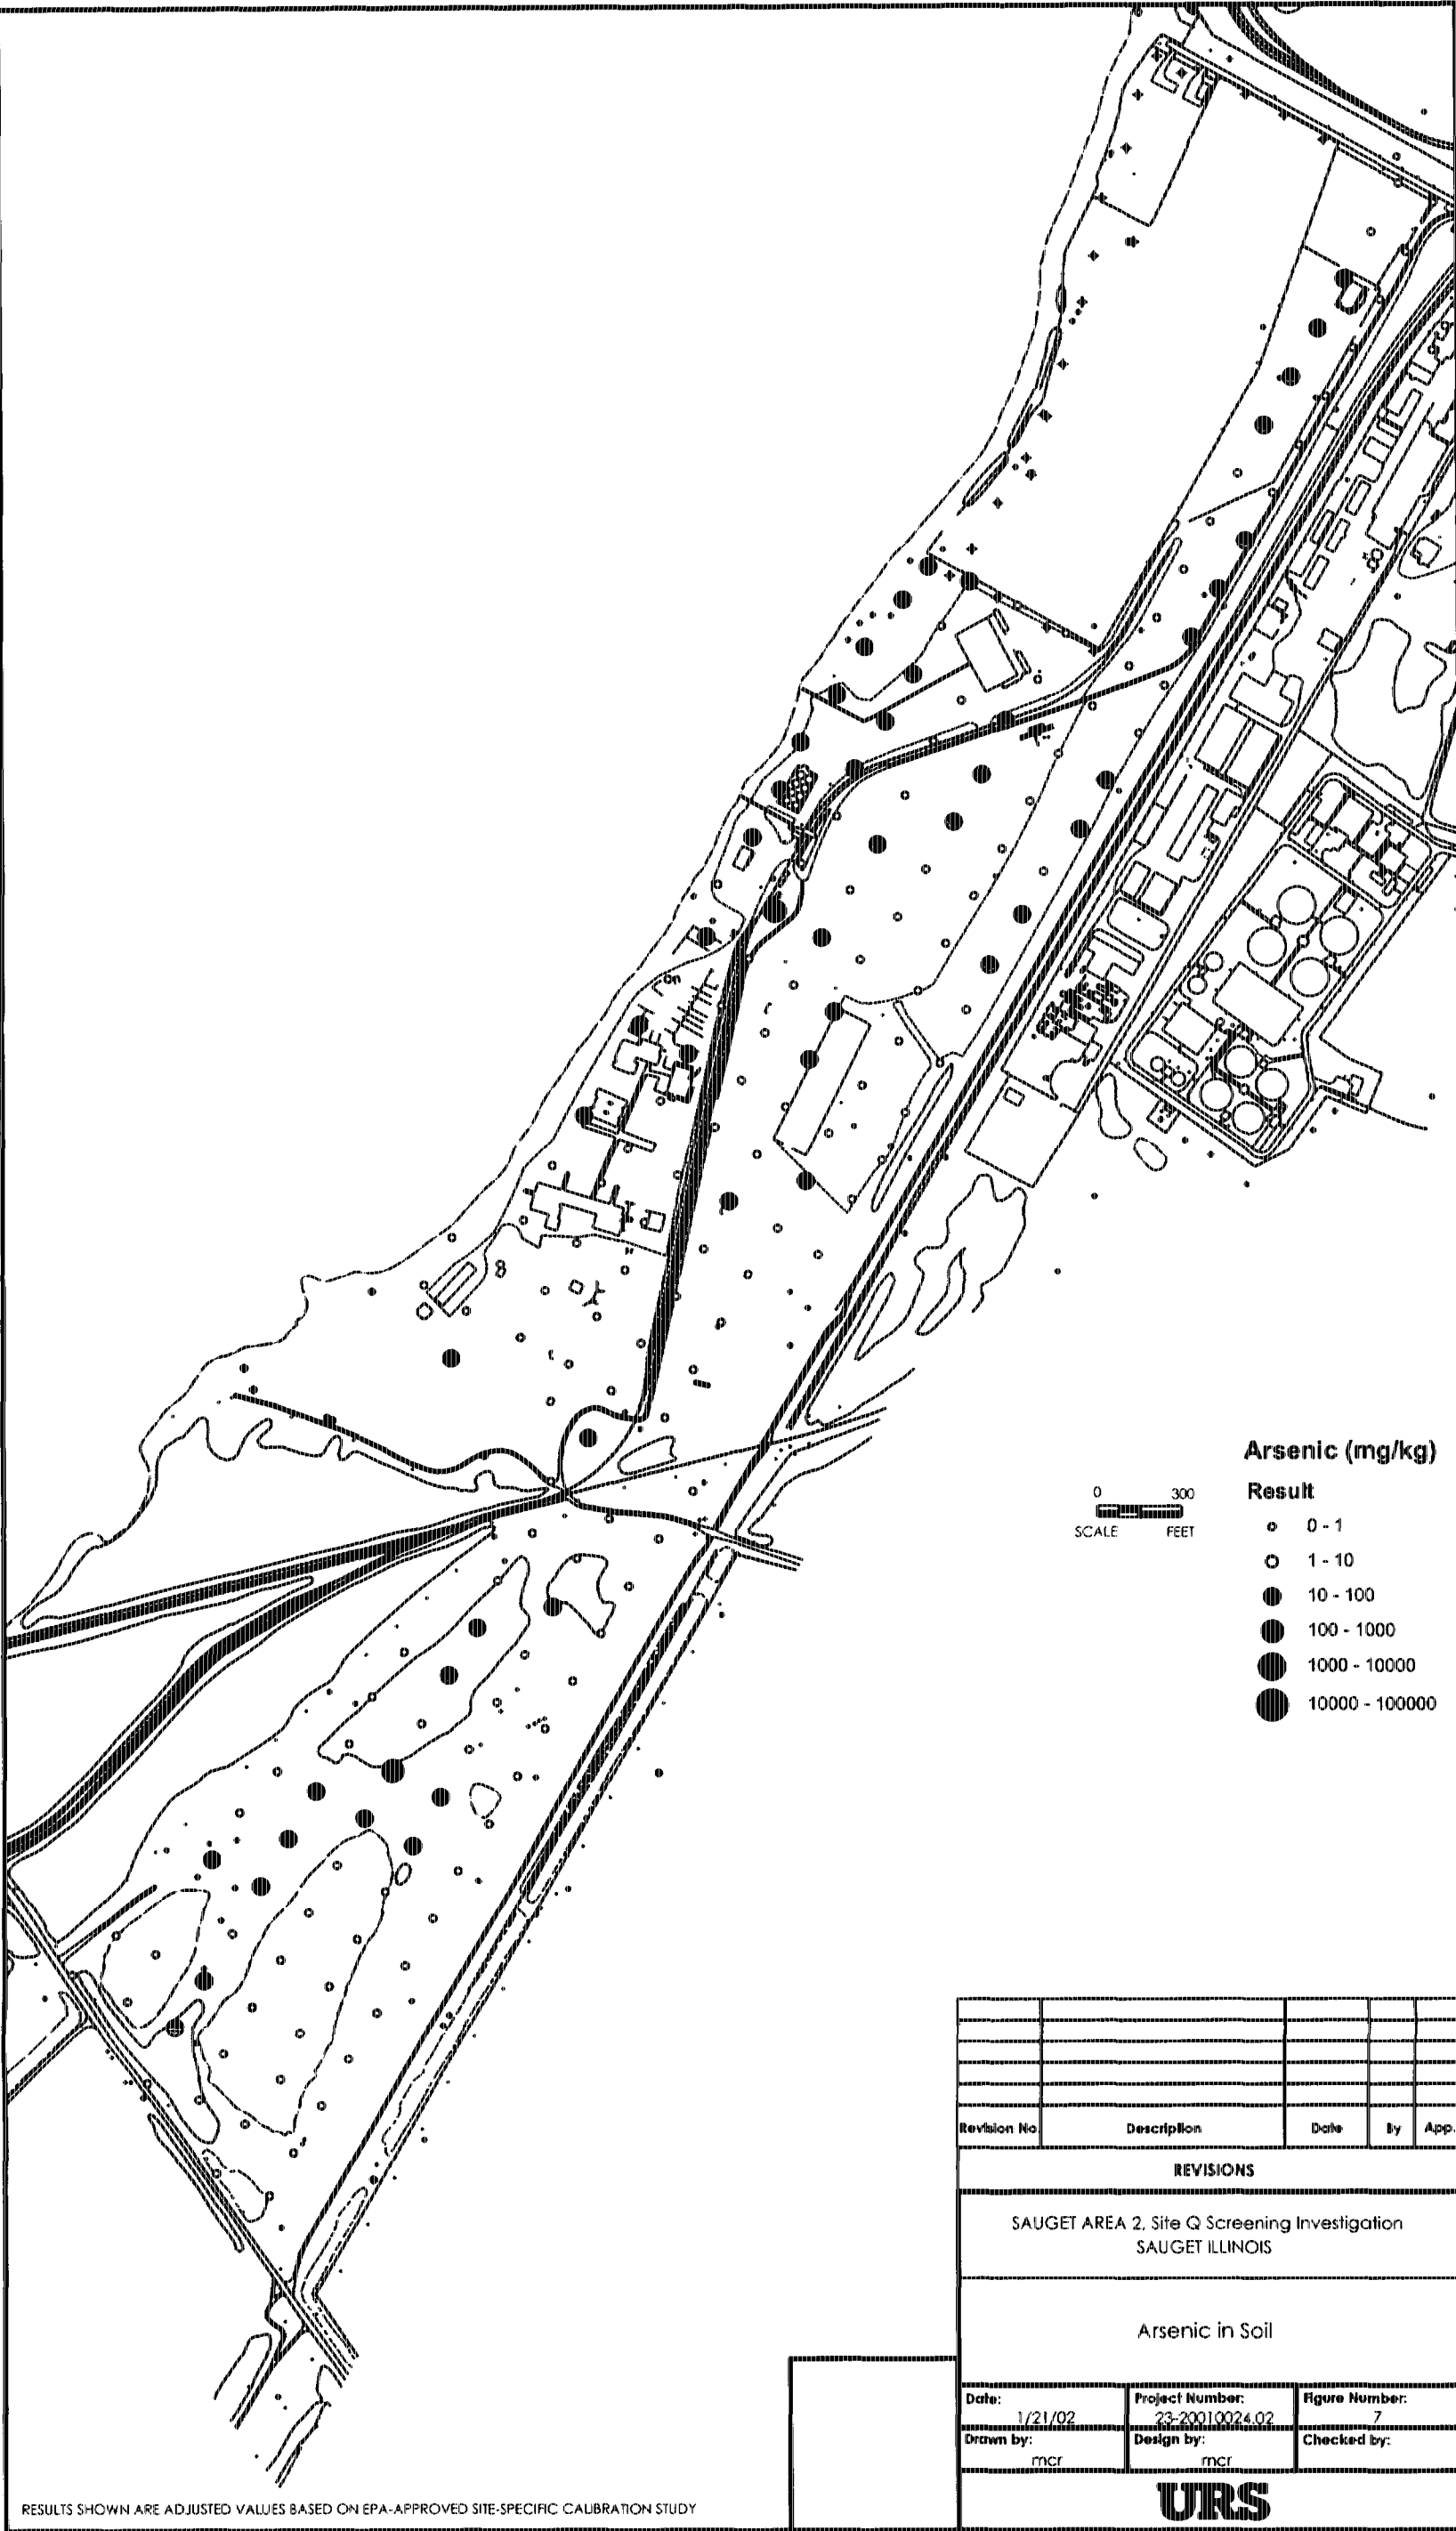 Arsenic (mg/kg)
Result
0 - 1
1 - 10
10 - 100
100 - 1000
1000 - 10000
10000 - 100000
0 300
SCALE FEET
Revision No. Description Date By App.
REVISIONS
SAUGET AREA 2, Site Q Screening Investigation
SAUGET ILLINOIS
Arsenic in Soil
Date: Project Number: Figure Number:
1/21/02 23-20010024.02 7
Drawn by: Design by: Checked by:
mcr mcr
URS
RESULTS SHOWN ARE ADJUSTED VALUES BASED ON EPA-APPROVED SITE-SPECIFIC CALIBRATION STUDY